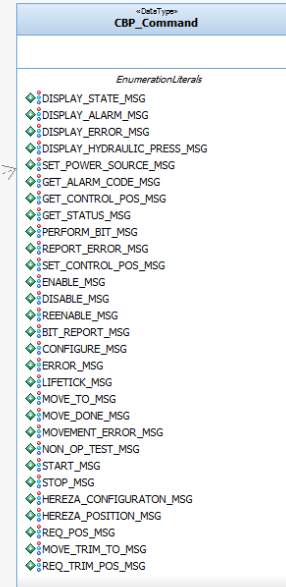 «DataType»
CBP_Command
EnumerationLiterals
DISPLAY_STATE_MSG
DISPLAY_ALARM_MSG
DISPLAY_ERROR_MSG
DISPLAY_HYDRAULIC_PRESS_MSG
SET_POWER_SOURCE_MSG
GET_ALARM_CODE_MSG
GET_CONTROL_POS_MSG
GET_STATUS_MSG
PERFORM_BIT_MSG
REPORT_ERROR_MSG
SET_CONTROL_POS_MSG
ENABLE_MSG
DISABLE_MSG
REENABLE_MSG
BIT_REPORT_MSG
CONFIGURE_MSG
ERROR_MSG
LIFETICK_MSG
MOVE_TO_MSG
MOVE_DONE_MSG
MOVEMENT_ERROR_MSG
NON_OP_TEST_MSG
START_MSG
STOP_MSG
HEREZA_CONFIGURATON_MSG
HEREZA_POSITION_MSG
REQ_POS_MSG
MOVE_TRIM_TO_MSG
REQ_TRIM_POS_MSG